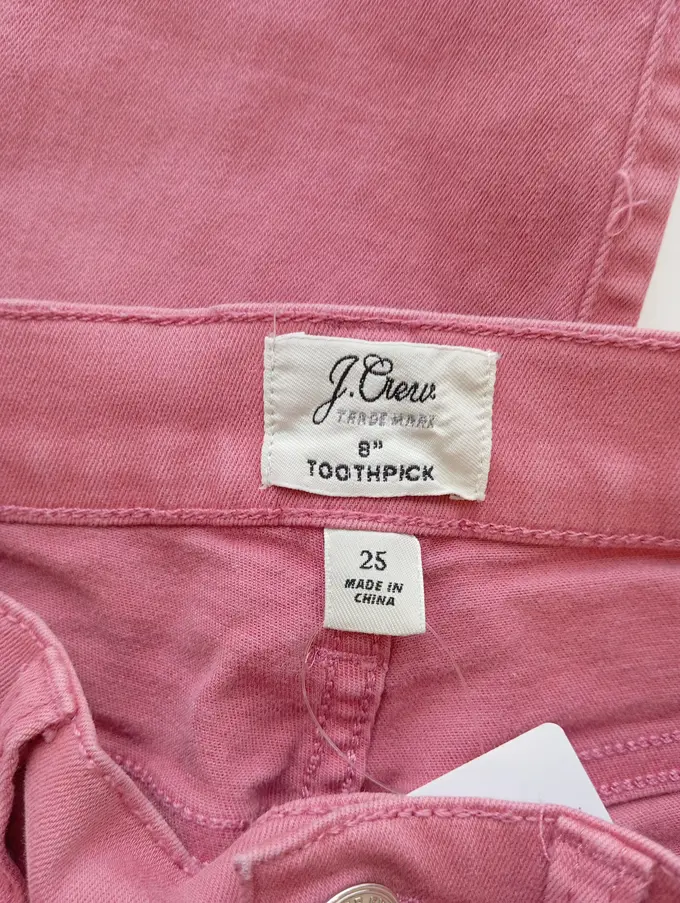 J.Crew
TRADE MARK
8"
TOOTHPICK
25
MADE IN
CHINA